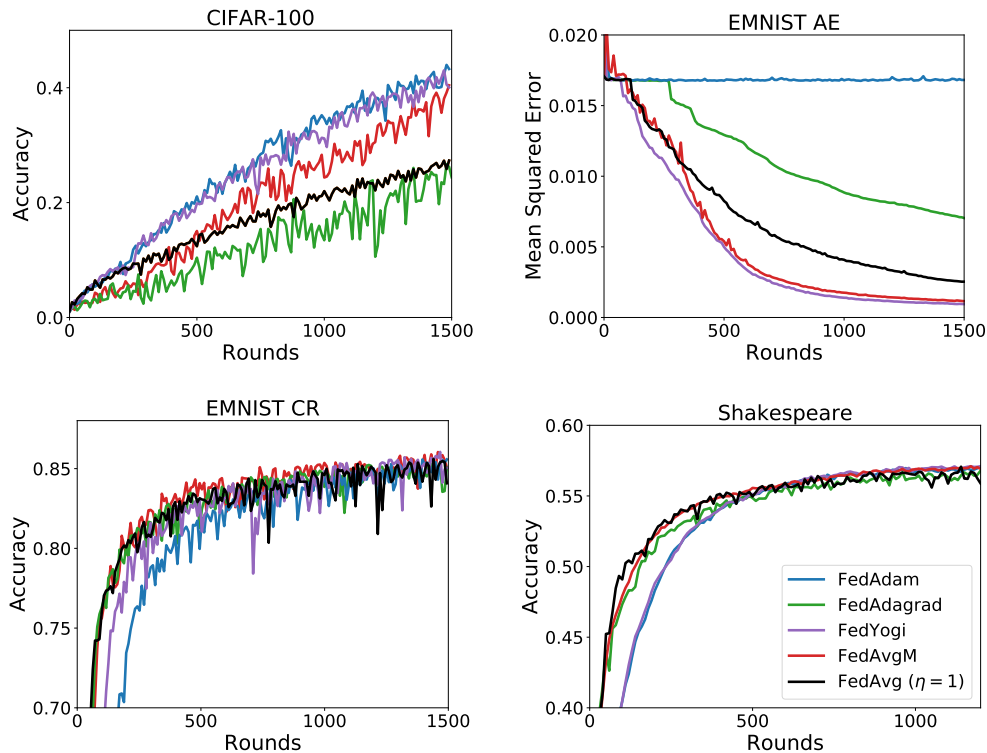 CIFAR-100
Accuracy
0.4
0.2
0.0
0
500
1000
1500
Rounds
EMNIST AE
Mean Squared Error
0.020
0.015
0.010
0.005
0.000
0
500
1000
1500
Rounds
EMNIST CR
Accuracy
0.85
0.80
0.75
0.70
0
500
1000
1500
Rounds
Shakespeare
Accuracy
0.60
0.55
0.50
0.45
0.40
0
500
1000
Rounds
FedAdam
FedAdagrad
FedYogi
FedAvgM
FedAvg (η = 1)